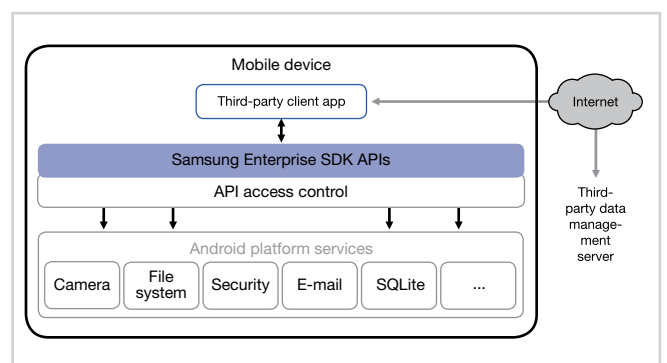 Mobile device
Third-party client app
Internet
Samsung Enterprise SDK APIs
API access control
Third-
party data
manage-
ment
server
Android platform services
Camera
File
system
Security
E-mail
SQLite
...